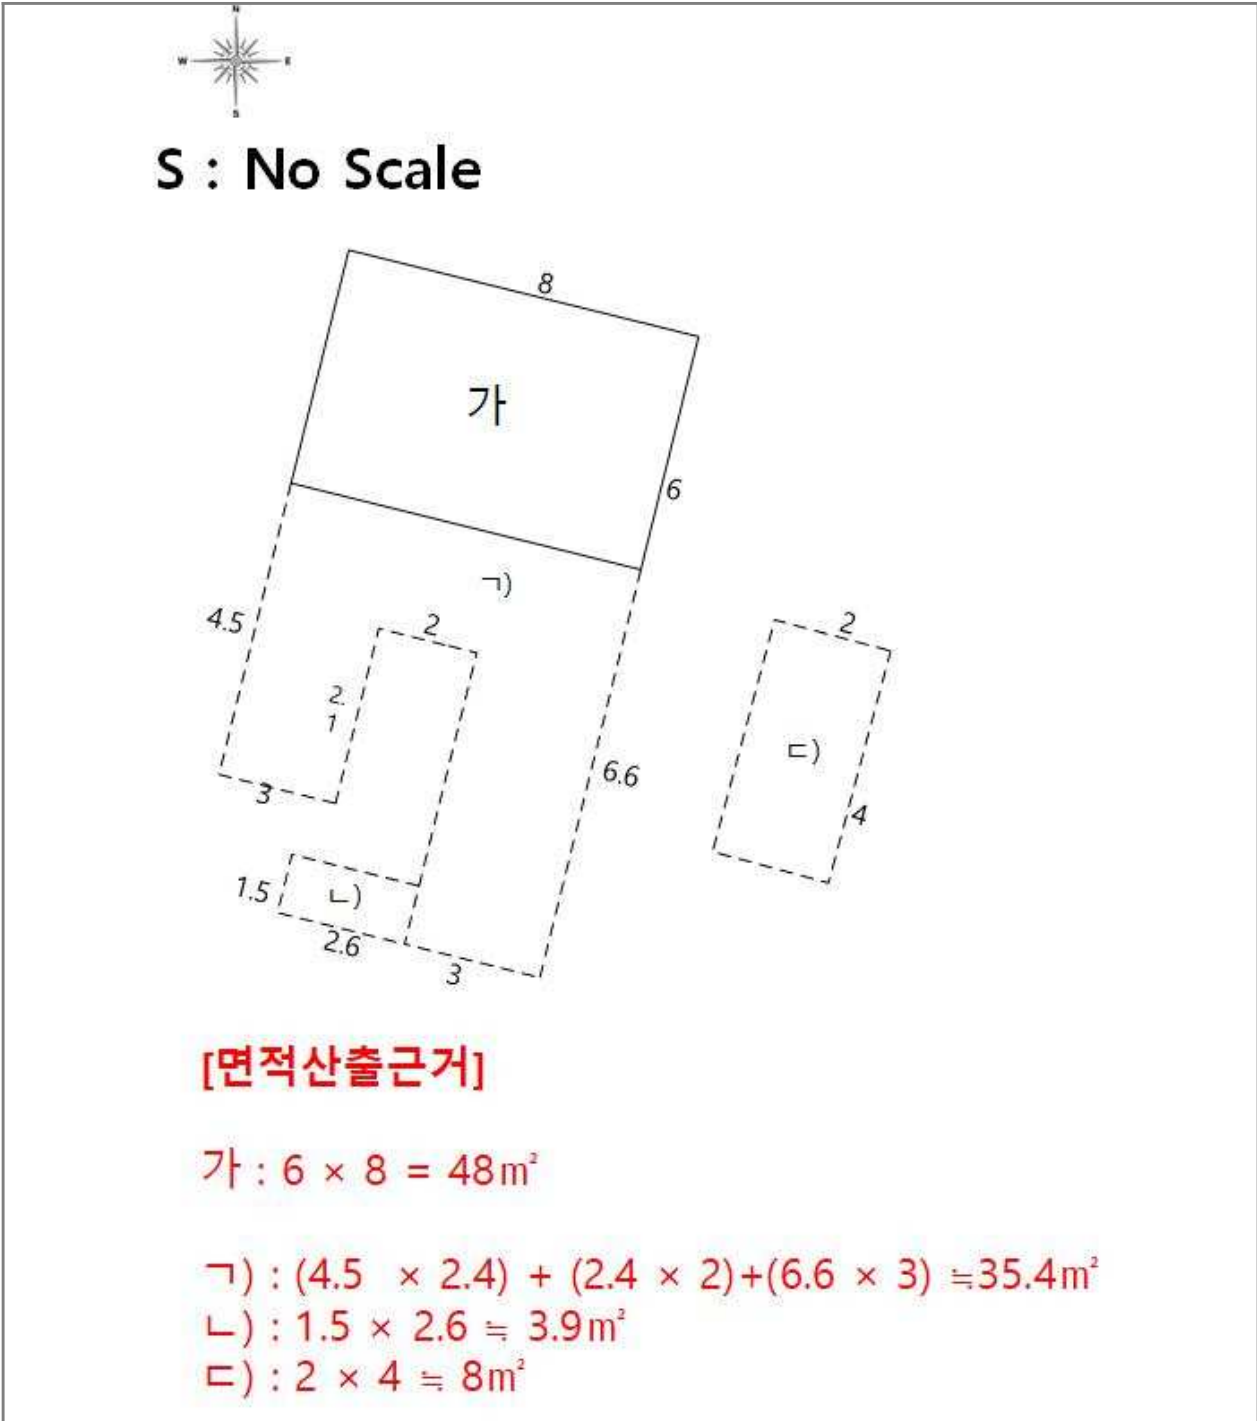 N
W E
S
S : No Scale
8
가
6
ㄱ)
4.5
2
2
2.
1
ㄷ)
6.6
3
4
1.5
ㄴ)
2.6
3
[면적산출근거]
가 : 6 × 8 = 48㎡
ㄱ) : (4.5 × 2.4) + (2.4 × 2)+(6.6 × 3) ≒35.4㎡
ㄴ) : 1.5 × 2.6 ≒ 3.9㎡
ㄷ) : 2 × 4 ≒ 8㎡